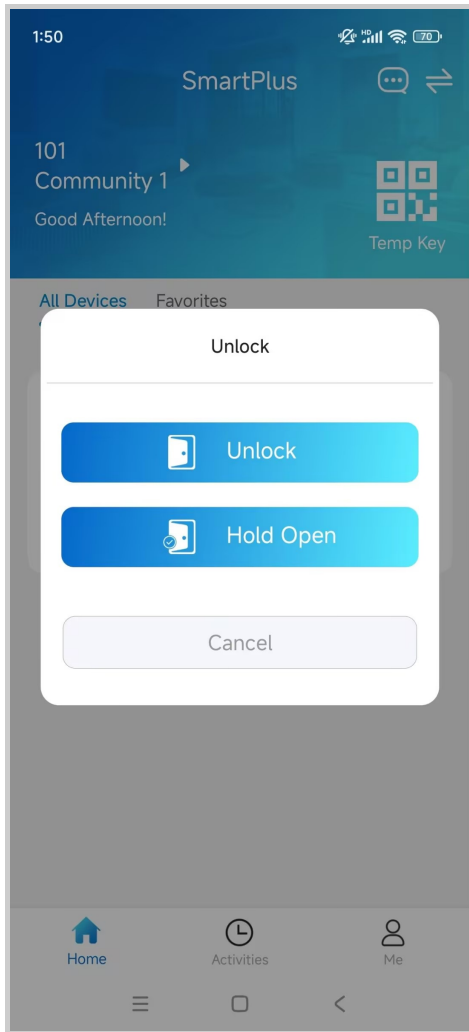 1:50
HD
70
SmartPlus
101
Community 1
Good Afternoon!
Temp Key
All Devices Favorites
Unlock
Unlock
Hold Open
Cancel
Home Activities Me